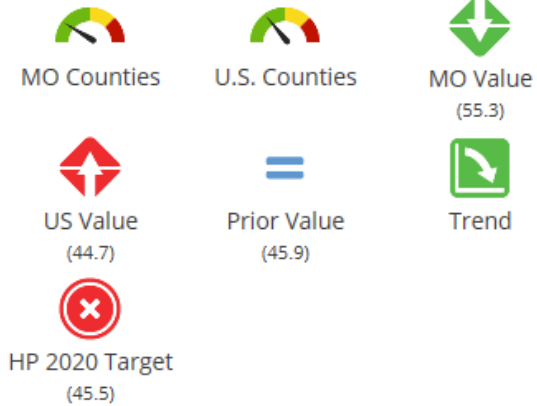 MO Counties
U.S. Counties
MO Value
(55.3)
US Value
(44.7)
Prior Value
(45.9)
Trend
HP 2020 Target
(45.5)